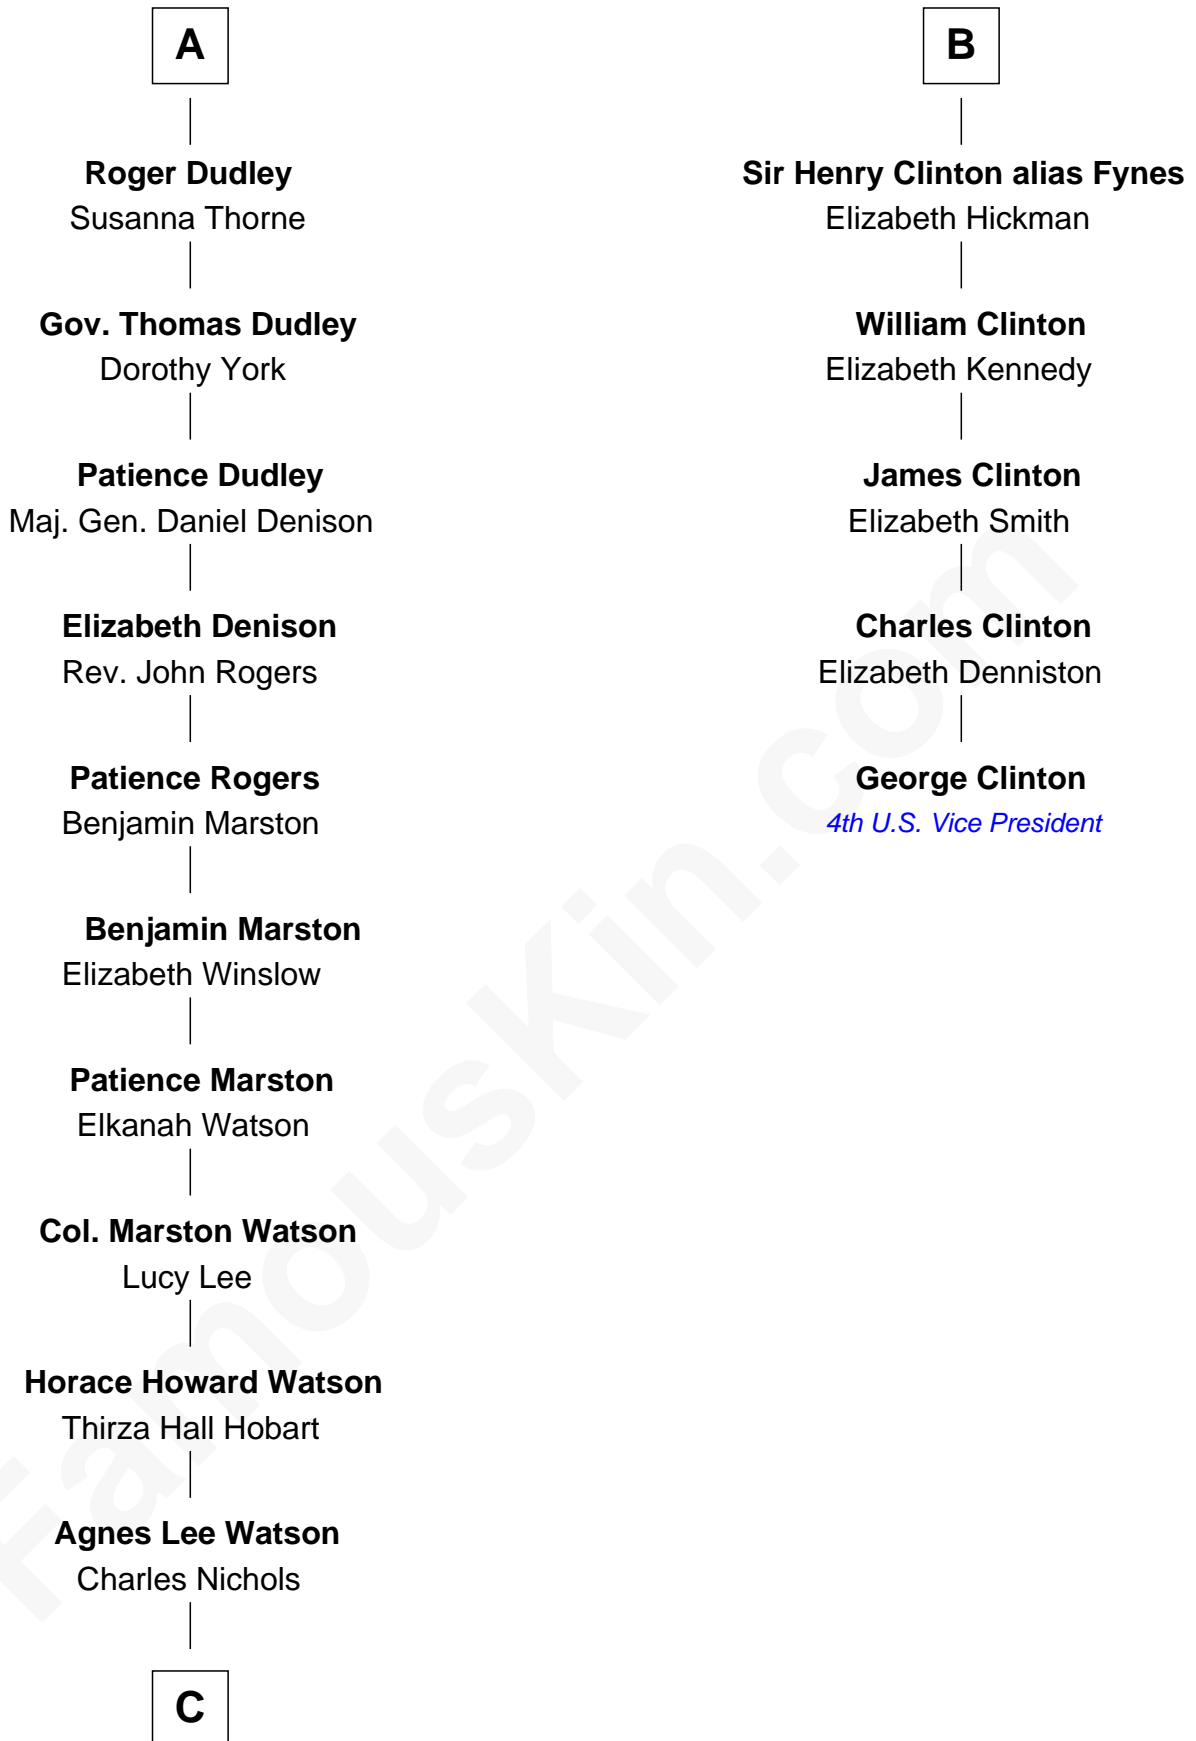 A
Roger Dudley
Susanna Thorne
Gov. Thomas Dudley
Dorothy York
Patience Dudley
Maj. Gen. Daniel Denison
Elizabeth Denison
Rev. John Rogers
Patience Rogers
Benjamin Marston
Benjamin Marston
Elizabeth Winslow
Patience Marston
Elkanah Watson
Col. Marston Watson
Lucy Lee
Horace Howard Watson
Thirza Hall Hobart
Agnes Lee Watson
Charles Nichols
C
B
Sir Henry Clinton alias Fynes
Elizabeth Hickman
William Clinton
Elizabeth Kennedy
James Clinton
Elizabeth Smith
Charles Clinton
Elizabeth Denniston
George Clinton
4th U.S. Vice President
FamousKin.com